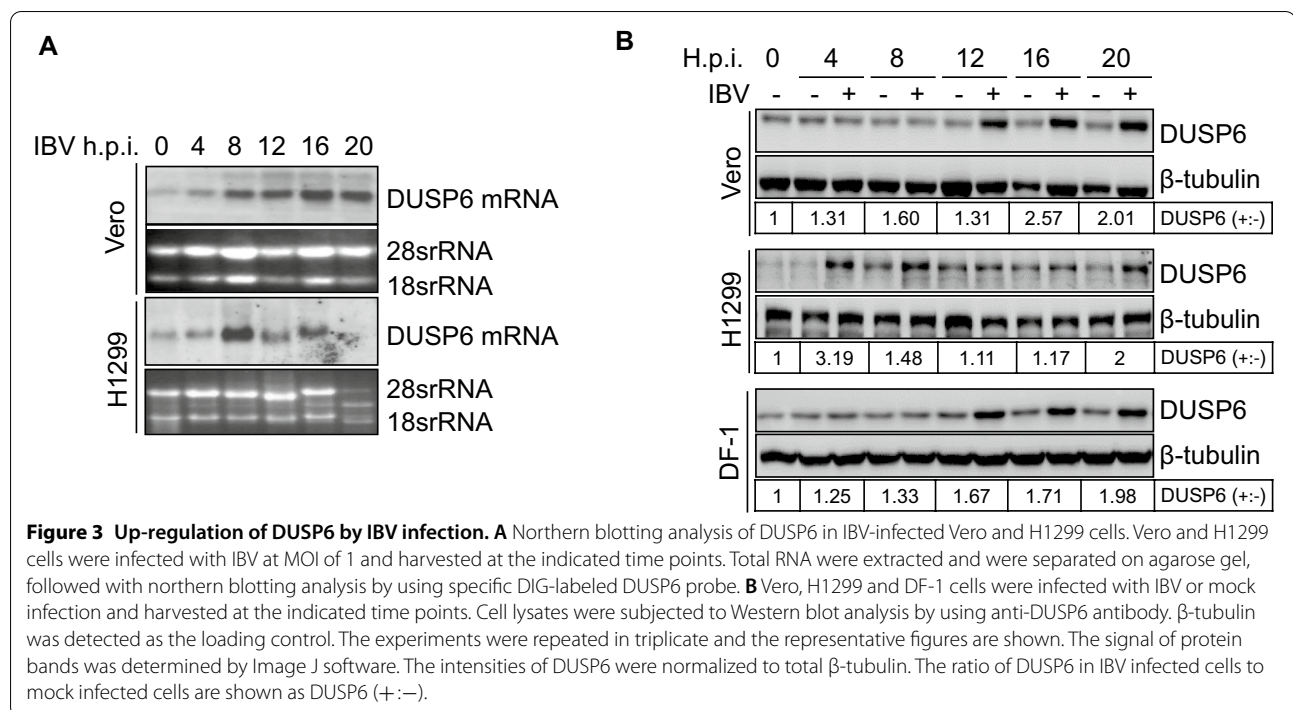 A
IBV h.p.i. 0 4 8 12 16 20
Vero
DUSP6 mRNA
28srRNA
18srRNA
H1299
DUSP6 mRNA
28srRNA
18srRNA
B
H.p.i. 0 4 8 12 16 20
IBV - - + - + - + - + - +
Vero
DUSP6
β-tubulin
1 1.31 1.60 1.31 2.57 2.01 DUSP6 (+:-)
H1299
DUSP6
β-tubulin
1 3.19 1.48 1.11 1.17 2 DUSP6 (+:-)
DF-1
DUSP6
β-tubulin
1 1.25 1.33 1.67 1.71 1.98 DUSP6 (+:-)
Figure 3 Up-regulation of DUSP6 by IBV infection. A Northern blotting analysis of DUSP6 in IBV-infected Vero and H1299 cells. Vero and H1299
cells were infected with IBV at MOI of 1 and harvested at the indicated time points. Total RNA were extracted and were separated on agarose gel,
followed with northern blotting analysis by using specific DIG-labeled DUSP6 probe. B Vero, H1299 and DF-1 cells were infected with IBV or mock
infection and harvested at the indicated time points. Cell lysates were subjected to Western blot analysis by using anti-DUSP6 antibody. β-tubulin
was detected as the loading control. The experiments were repeated in triplicate and the representative figures are shown. The signal of protein
bands was determined by Image J software. The intensities of DUSP6 were normalized to total β-tubulin. The ratio of DUSP6 in IBV infected cells to
mock infected cells are shown as DUSP6 (+:−).